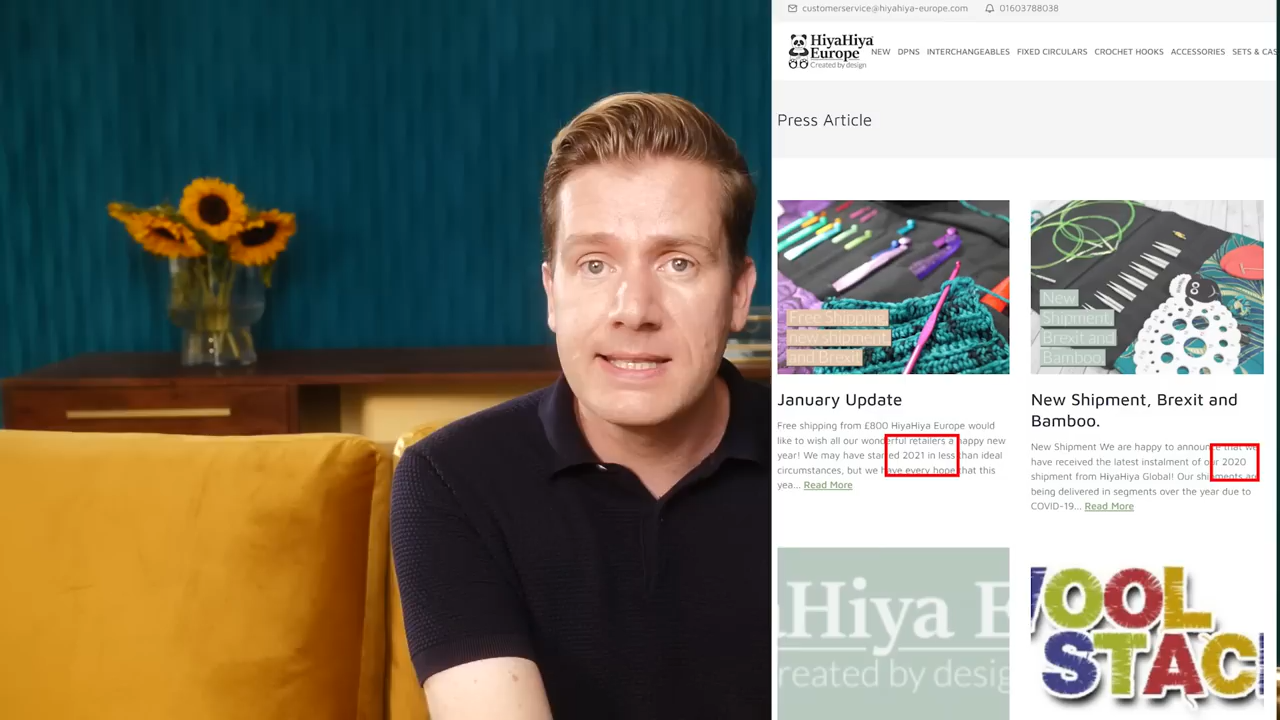 customerservice@hiyahiya-europe.com 01603788038
HiyaHiya
Europe
Created by design
NEW DPNS INTERCHANGEABLES FIXED CIRCULARS CROCHET HOOKS ACCESSORIES SETS & CAS
Press Article
Free Shipping
new shipment
and Brexit
New
Shipment,
Brexit and
Bamboo.
January Update
Free shipping from £800 HiyaHiya Europe would
like to wish all our wonderful retailers a happy new
year! We may have started 2021 in less than ideal
circumstances, but we have every hope that this
yea... Read More
New Shipment, Brexit and
Bamboo.
New Shipment We are happy to announce that we
have received the latest instalment of our 2020
shipment from HiyaHiya Global! Our shipments are
being delivered in segments over the year due to
COVID-19... Read More
aHiya E
reated by desig
WOOL
STAC